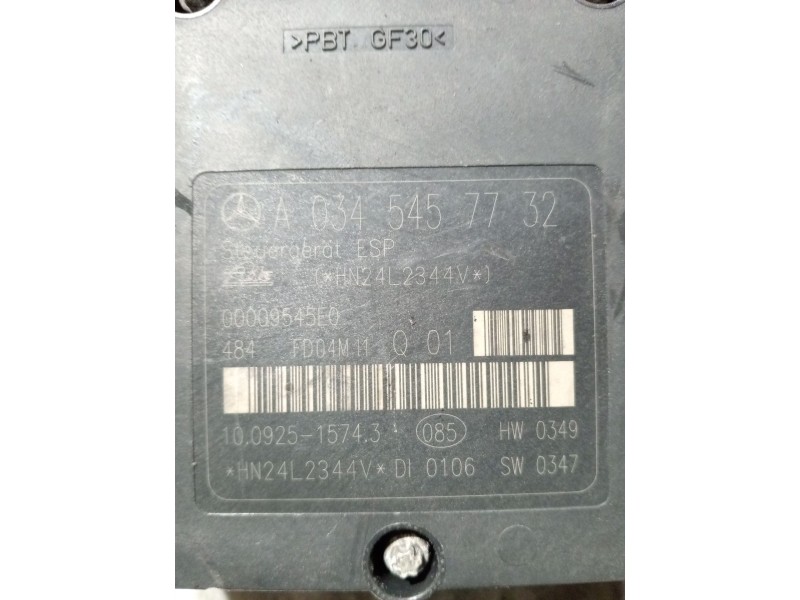 >PBT GF30<
A 034 545 77 32
Steuergerät ESP
Ate (*HN24L2344V*)
00009545E0
484 FD04M11 Q 01
10.0925-1574.3 085 HW 0349
*HN24L2344V* DI 0106 SW 0347